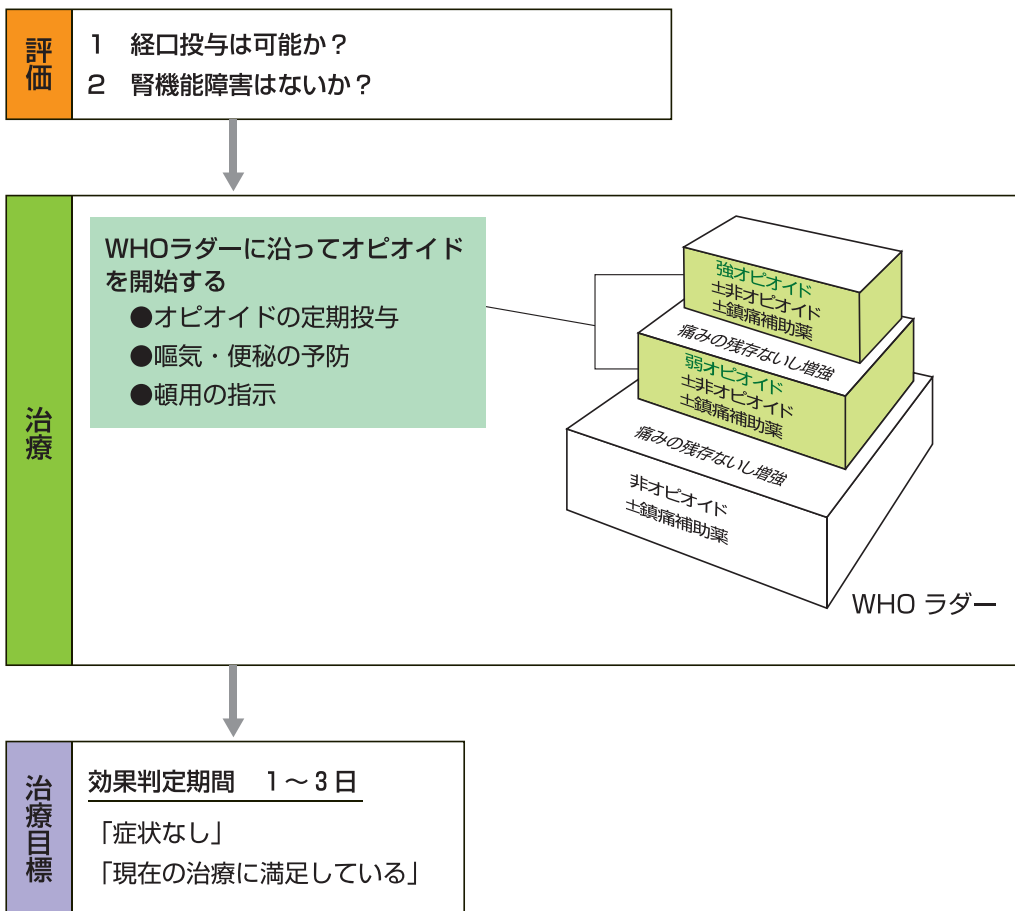 評価
1 経口投与は可能か？
2 腎機能障害はないか？
治療
WHOラダーに沿ってオピオイド
を開始する
●オピオイドの定期投与
●嘔気・便秘の予防
●頓用の指示
強オピオイド
±非オピオイド
±鎮痛補助薬
痛みの残存ないし増強
弱オピオイド
±非オピオイド
±鎮痛補助薬
痛みの残存ないし増強
非オピオイド
±鎮痛補助薬
WHO ラダー
治療目標
効果判定期間 1～3日
「症状なし」
「現在の治療に満足している」